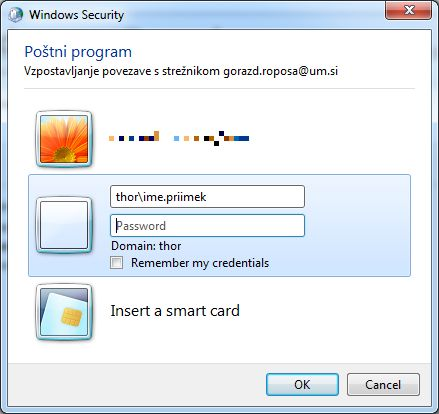 Windows Security
Poštni program
Vzpostavljanje povezave s strežnikom gorazd.roposa@um.si
thor\ime.priimek
Password
Domain: thor
Remember my credentials
Insert a smart card
OK
Cancel